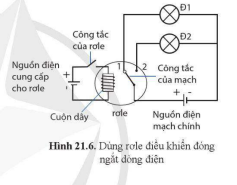 Đ1
Công tắc
của rơle
Đ2
1
2
Nguồn điện
cung cấp
cho rơle
+
-
Công tắc
của mạch
+ -
Cuộn dây
rơle
Nguồn điện
mạch chính
Hình 21.6. Dùng rơle điều khiển đóng
ngắt dòng điện